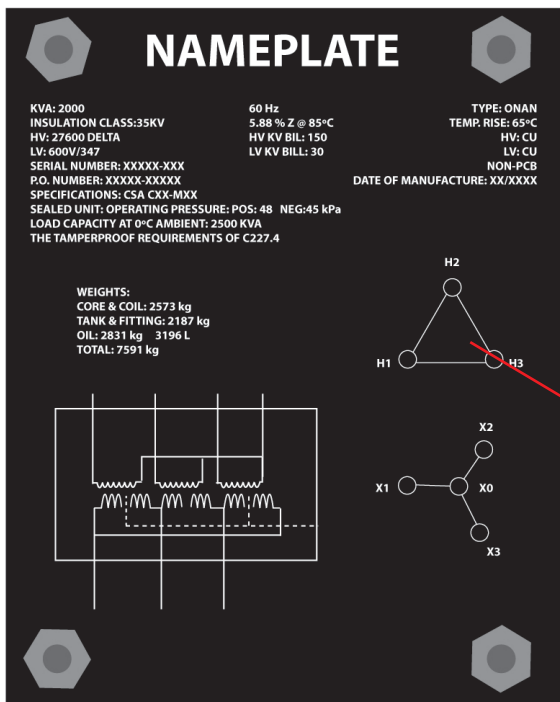 NAMEPLATE
KVA: 2000 60 Hz TYPE: ONAN
INSULATION CLASS:35KV 5.88 % Z @ 85ºC TEMP. RISE: 65ºC
HV: 27600 DELTA HV KV BIL: 150 HV: CU
LV: 600V/347 LV KV BILL: 30 LV: CU
SERIAL NUMBER: XXXXX-XXX NON-PCB
P.O. NUMBER: XXXXX-XXXXX DATE OF MANUFACTURE: XX/XXXX
SPECIFICATIONS: CSA CXX-MXX
SEALED UNIT: OPERATING PRESSURE: POS: 48 NEG:45 kPa
LOAD CAPACITY AT 0ºC AMBIENT: 2500 KVA
THE TAMPERPROOF REQUIREMENTS OF C227.4
WEIGHTS:
CORE & COIL: 2573 kg
TANK & FITTING: 2187 kg
OIL: 2831 kg 3196 L
TOTAL: 7591 kg
H2
H1 H3
X2
X1 X0
X3